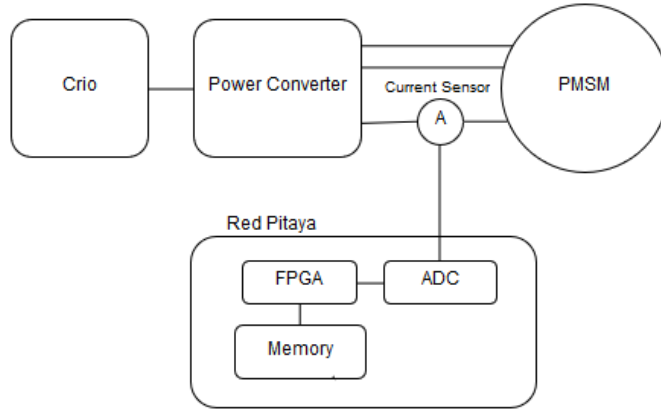 Crio
Power Converter
PMSM
Current Sensor
A
Red Pitaya
FPGA
ADC
Memory